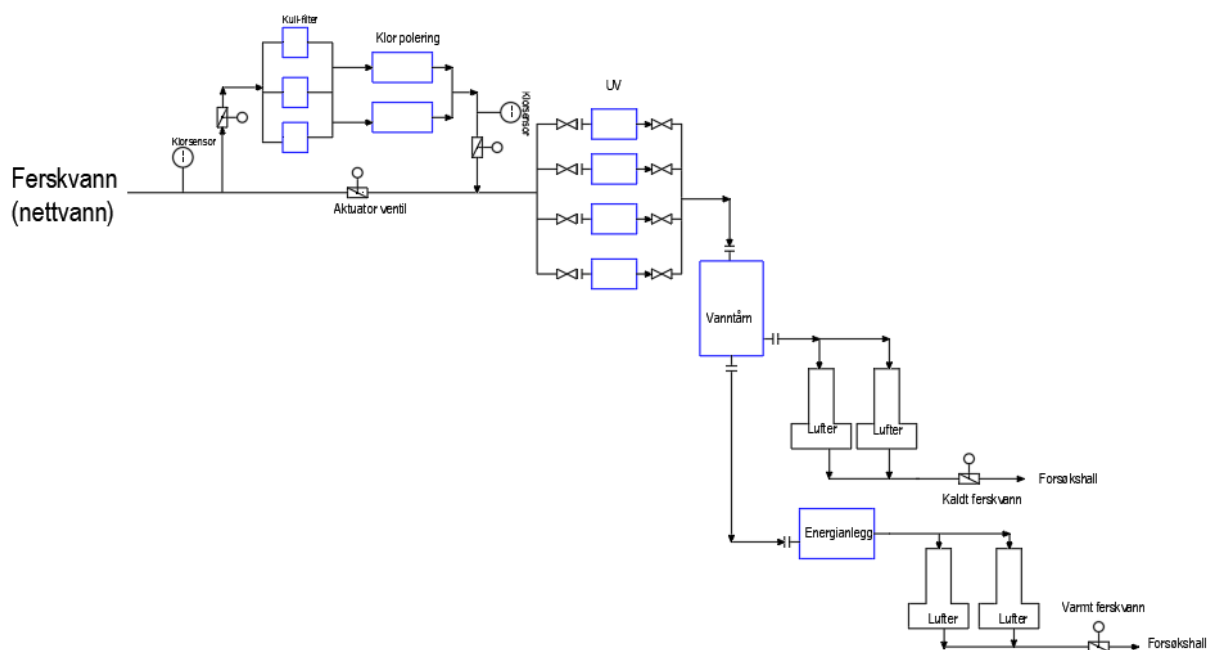 Kull-filter
Klor polering
UV
Klorsensor
Klorsensor
Ferskvann
(nettvann)
Aktuator ventil
Vanntårn
Lufter
Lufter
Forsøkshall
Kaldt ferskvann
Energianlegg
Varmt ferskvann
Lufter
Lufter
Forsøkshall